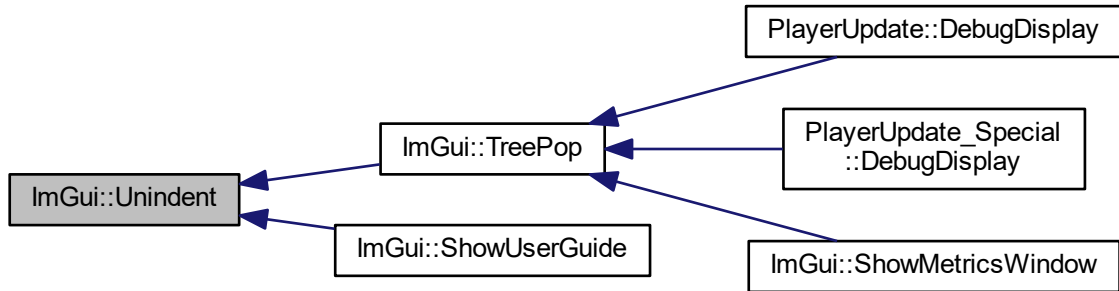 PlayerUpdate::DebugDisplay
ImGui::TreePop
PlayerUpdate_Special
::DebugDisplay
ImGui::Unindent
ImGui::ShowUserGuide
ImGui::ShowMetricsWindow